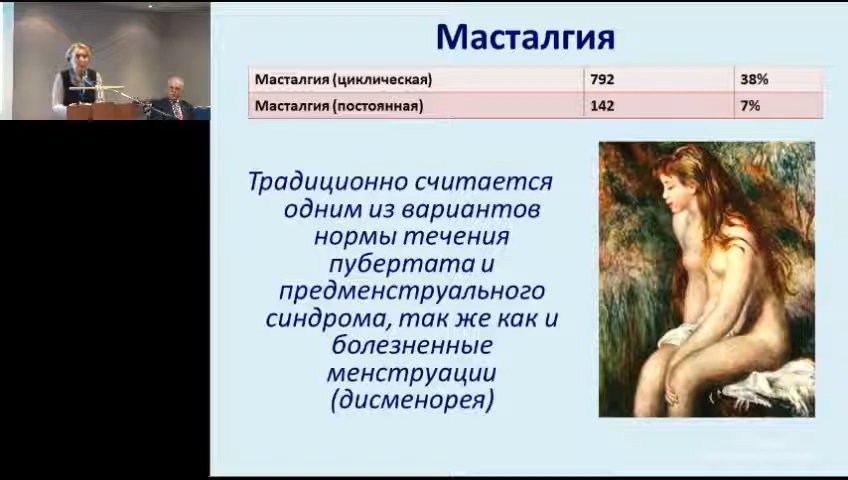 Масталгия
Масталгия (циклическая) 792 38%
Масталгия (постоянная) 142 7%
Традиционно считается
одним из вариантов
нормы течения
пубертата и
предменструального
синдрома, так же как и
болезненные
менструации
(дисменорея)